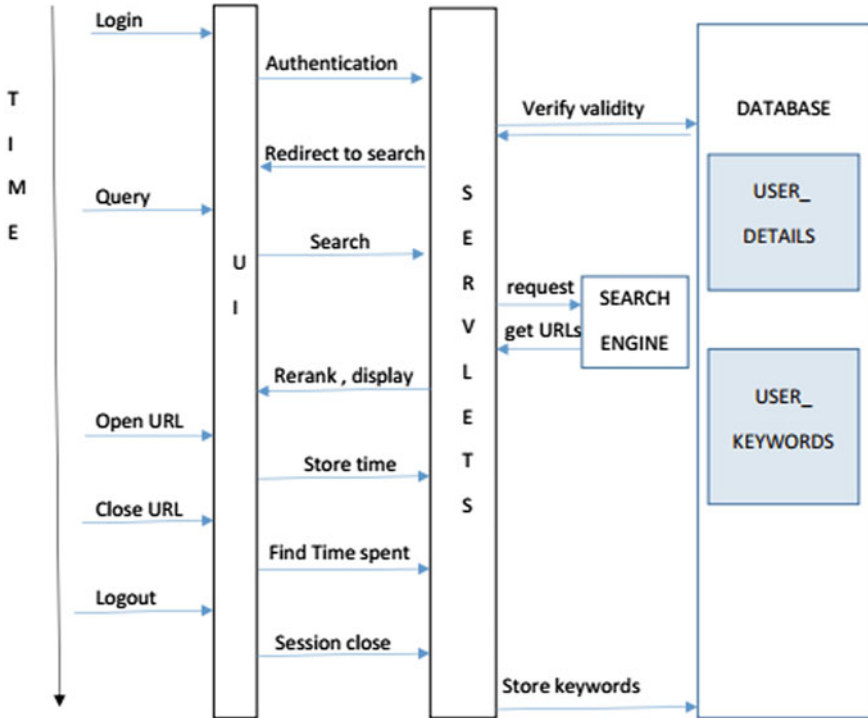 Login
Authentication
Verify validity
DATABASE
TIME
Redirect to search
USER_
DETAILS
Query
Search
UI
SERVLETS
request
SEARCH
get URLs
ENGINE
Rerank , display
USER_
KEYWORDS
Open URL
Store time
Close URL
Find Time spent
Logout
Session close
Store keywords